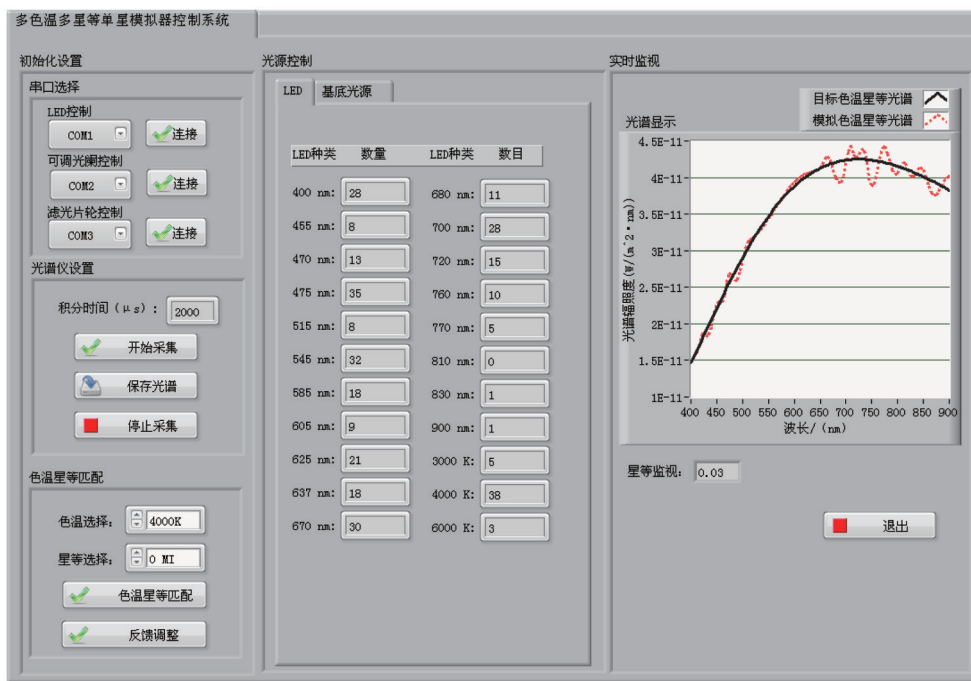 多色温多星等单星模拟器控制系统
初始化设置
串口选择
LED控制
COM1
连接
可调光阑控制
COM2
连接
滤光片轮控制
COM3
连接
光谱仪设置
积分时间(μs): 2000
开始采集
保存光谱
停止采集
色温星等匹配
色温选择: 4000K
星等选择: 0 MI
色温星等匹配
反馈调整
光源控制
LED 基底光源
LED种类 数量 LED种类 数目
400 nm: 28 680 nm: 11
455 nm: 8 700 nm: 28
470 nm: 13 720 nm: 15
475 nm: 35 760 nm: 10
515 nm: 8 770 nm: 5
545 nm: 32 810 nm: 0
585 nm: 18 830 nm: 1
605 nm: 9 900 nm: 1
625 nm: 21 3000 K: 5
637 nm: 18 4000 K: 38
670 nm: 30 6000 K: 3
实时监视
目标色温星等光谱
模拟色温星等光谱
光谱显示
光谱辐照度(W/(m^2·nm))
4.5E-11
4E-11
3.5E-11
3E-11
2.5E-11
2E-11
1.5E-11
1E-11
400 450 500 550 600 650 700 750 800 850 900
波长/(nm)
星等监视: 0.03
退出